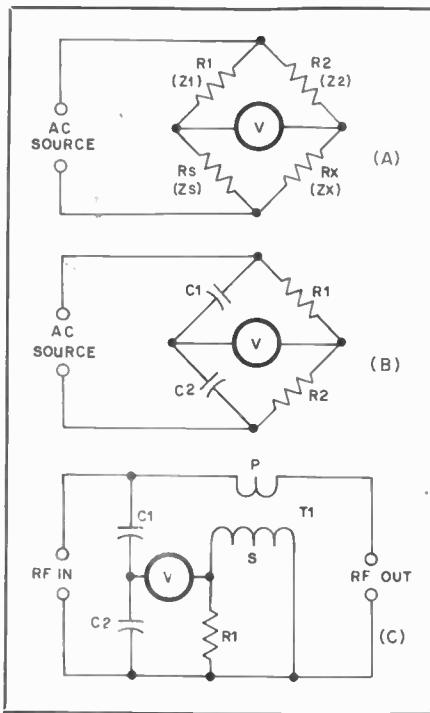 R1
(Z1)
R2
(Z2)
AC
SOURCE
V
(A)
RS
(ZS)
RX
(ZX)
C1
R1
AC
SOURCE
V
(B)
C2
R2
P
C1
T1
RF IN
V
S
RF OUT
C2
R1
(C)